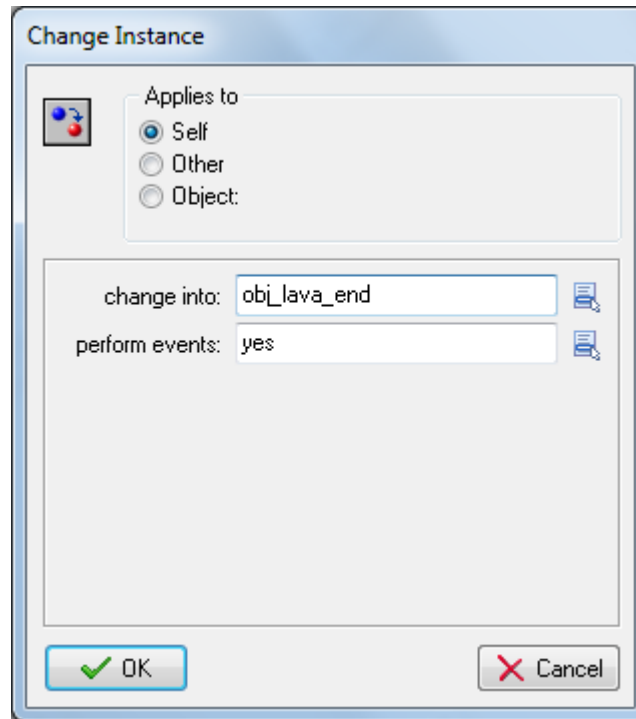 Change Instance
Applies to
Self
Other
Object:
change into: obj_lava_end
perform events: yes
OK
Cancel